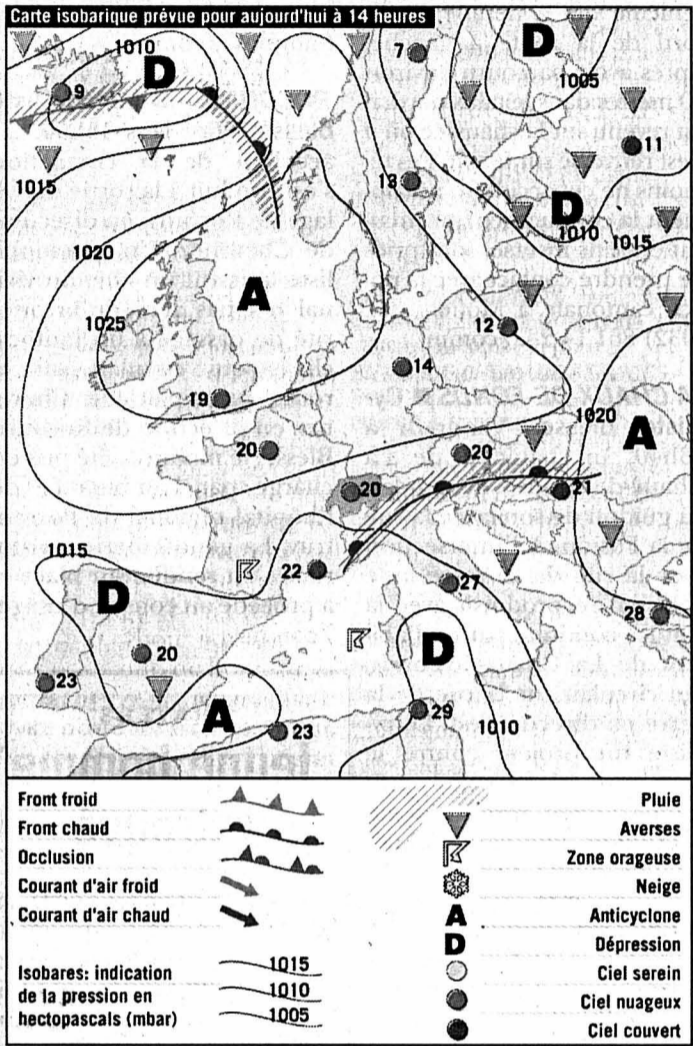 Carte isobarique prévue pour aujourd'hui à 14 heures
1010
D
7
D
1005
9
11
1015
13
D
1010
1015
1020
A
1025
12
14
1020
19
A
20
20
20
21
1015
22
27
D
28
20
D
23
A
29
23
1010
Front froid
Front chaud
Occlusion
Courant d'air froid
Courant d'air chaud
Isobares: indication
de la pression en
hectopascals (mbar)
1015
1010
1005
Pluie
Averses
Zone orageuse
Neige
A Anticyclone
D Dépression
Ciel serein
Ciel nuageux
Ciel couvert